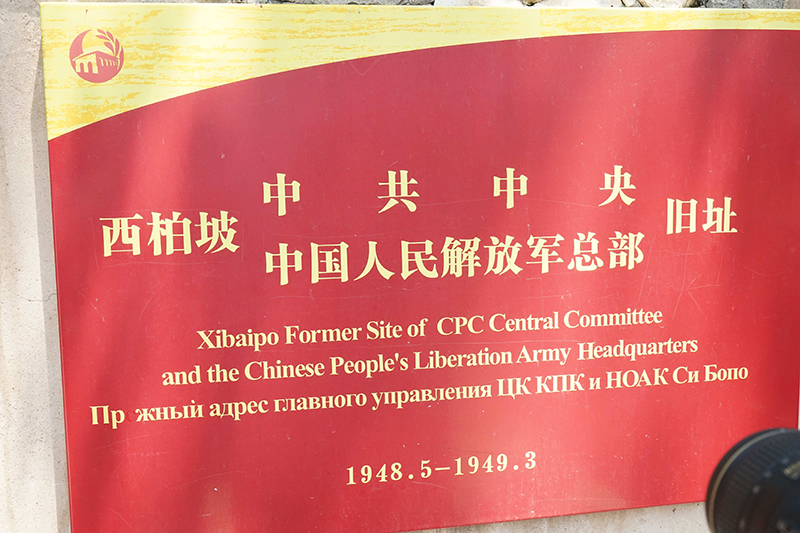 中共中央
西柏坡 旧址
中国人民解放军总部
Xibaipo Former Site of CPC Central Committee
and the Chinese People's Liberation Army Headquarters
адрес главного управления ЦК КПК и НОАК Си Бопо
1948.5-1949.3